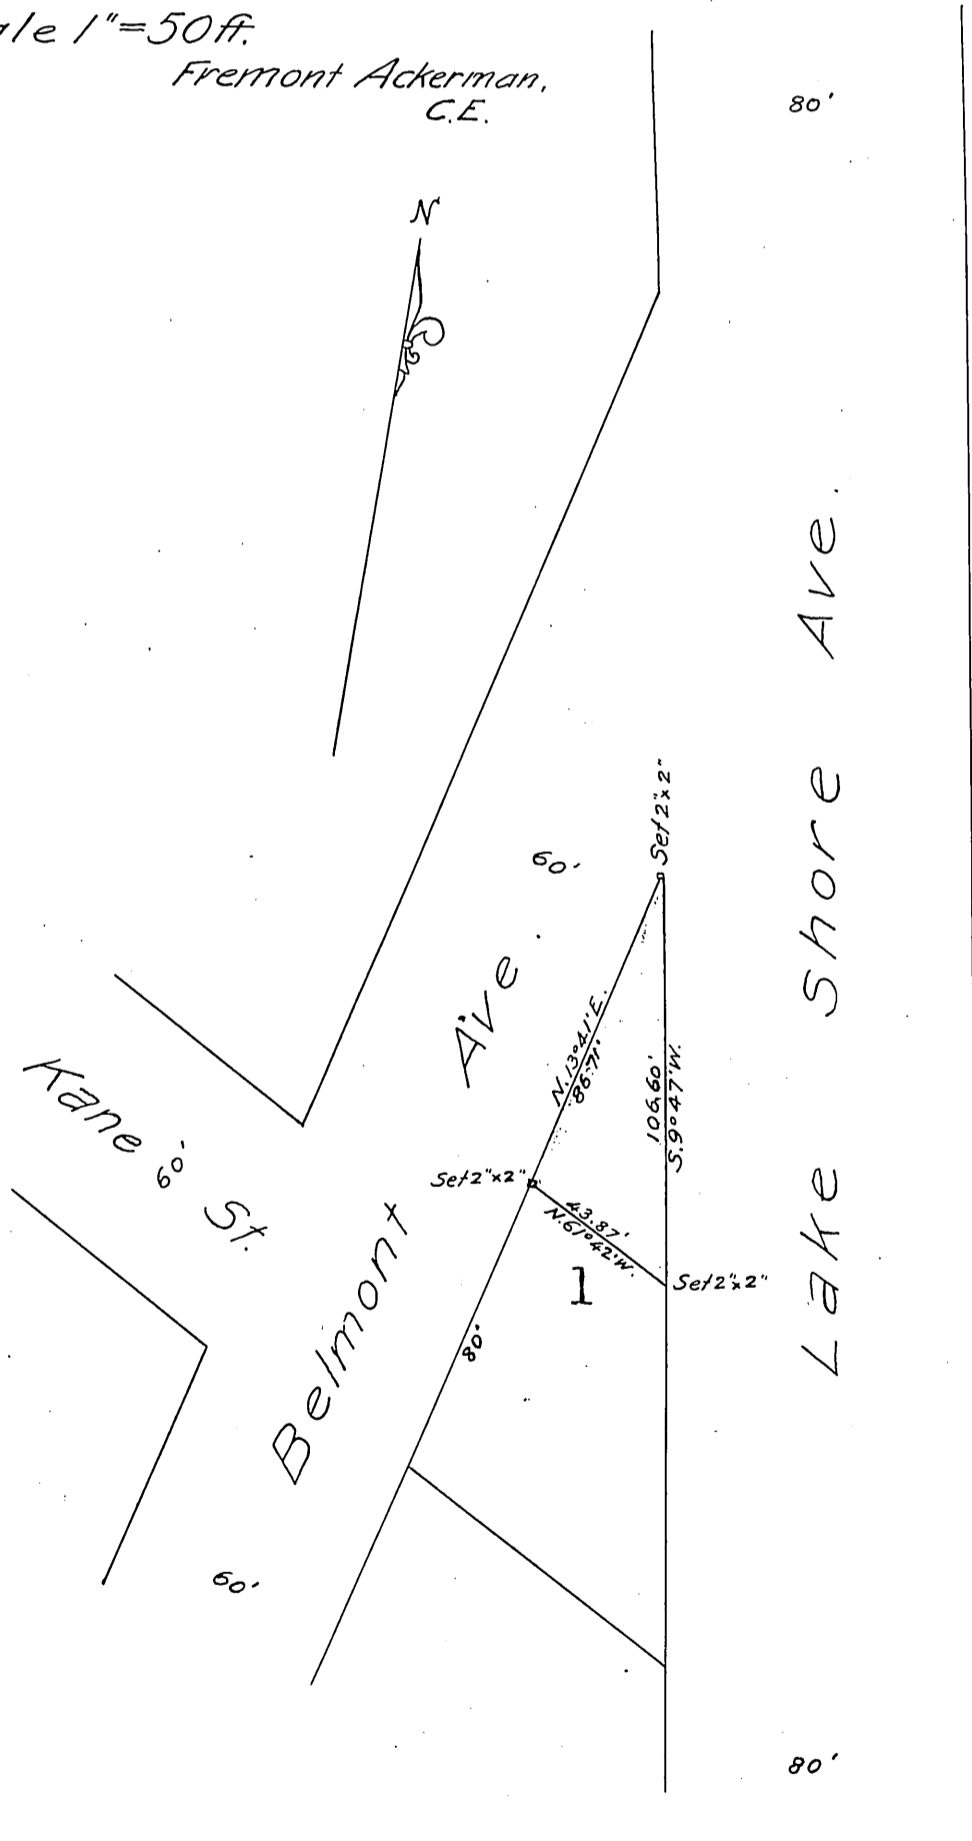 ale 1"=50ft.
Fremont Ackerman,
C.E.
80'
N
Lake Shore Ave.
Set 2"x2"
60'
Belmont Ave.
N.13°41'E.
86.71'
106.60'
S.9°47'W.
Kane St.
60'
Set 2"x2"
43.87'
N.61°42'W.
Set 2"x2"
1
80'
60'
80'